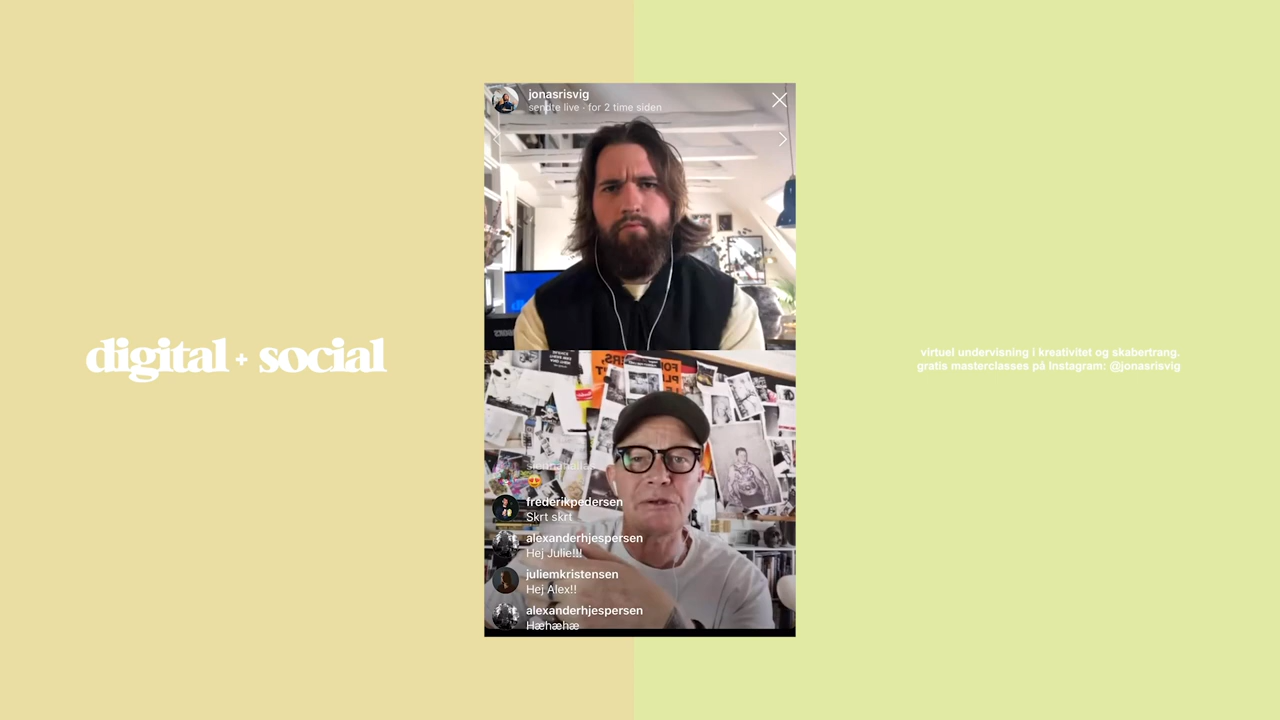 digital + social
jonasrisvig
sendte live · for 2 time siden
😍
frederikpedersen
Skrt skrt
alexanderhjespersen
Hej Julie!!!
juliemkristensen
Hej Alex!!
alexanderhjespersen
Hæhæhæ
virtuel undervisning i kreativitet og skabertrang.
gratis masterclasses på Instagram: @jonasrisvig